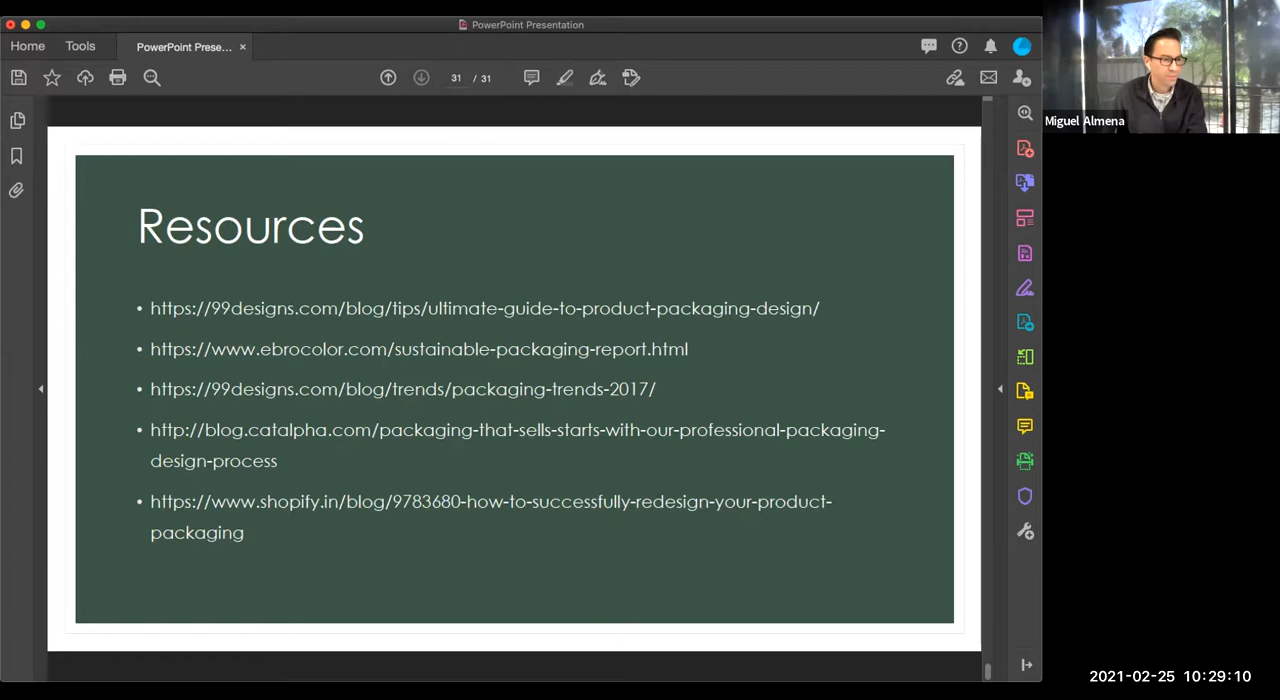 PowerPoint Presentation
Home
Tools
PowerPoint Prese...
31 / 31
Miguel Almena
Resources
• https://99designs.com/blog/tips/ultimate-guide-to-product-packaging-design/
• https://www.ebrocolor.com/sustainable-packaging-report.html
• https://99designs.com/blog/trends/packaging-trends-2017/
• http://blog.catalpha.com/packaging-that-sells-starts-with-our-professional-packaging-
design-process
• https://www.shopify.in/blog/9783680-how-to-successfully-redesign-your-product-
packaging
2021-02-25 10:29:10